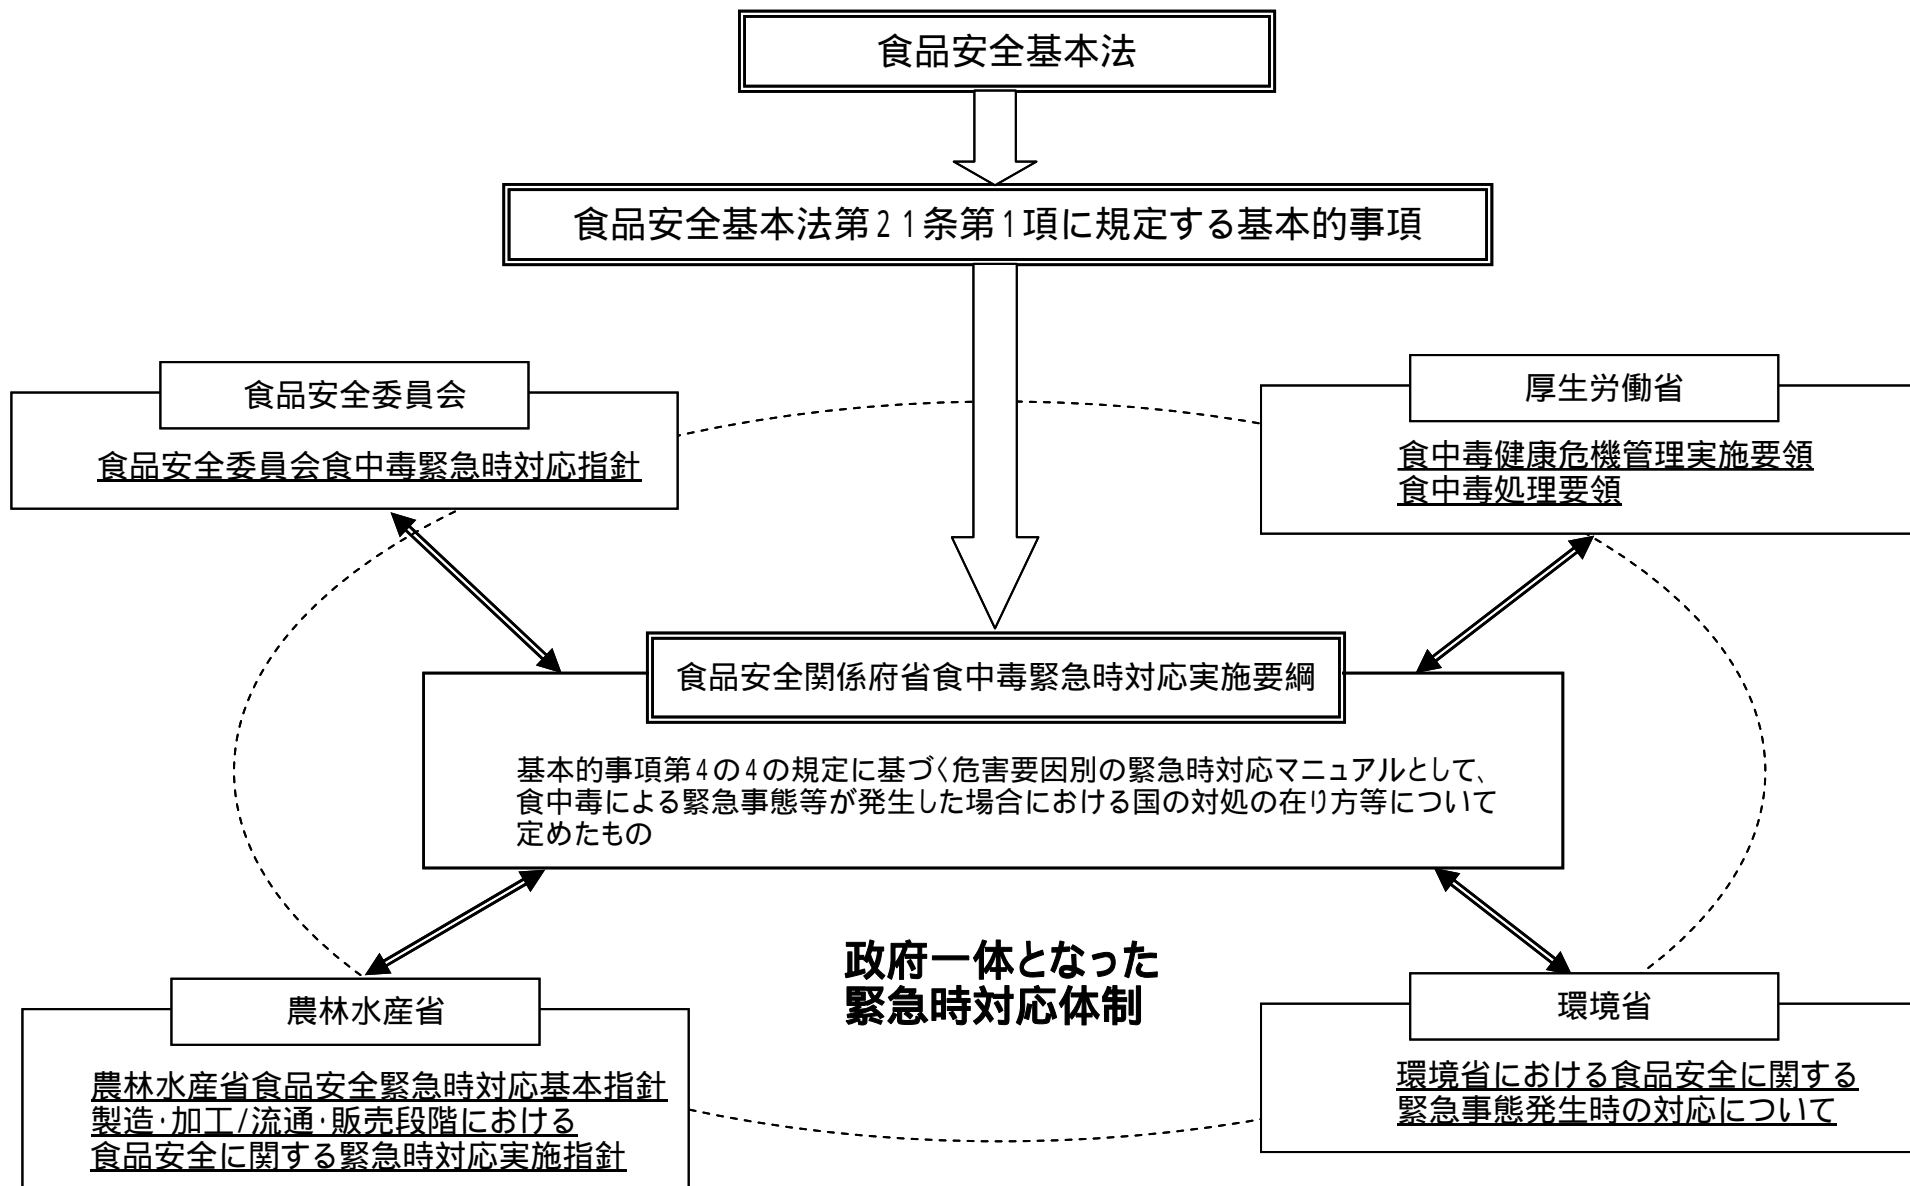 食品安全基本法
食品安全基本法第21条第1項に規定する基本的事項
食品安全委員会
食品安全委員会食中毒緊急時対応指針
厚生労働省
食中毒健康危機管理実施要領
食中毒処理要領
食品安全関係府省食中毒緊急時対応実施要綱
基本的事項第4の4の規定に基づく危害要因別の緊急時対応マニュアルとして、
食中毒による緊急事態等が発生した場合における国の対処の在り方等について
定めたもの
政府一体となった
緊急時対応体制
農林水産省
農林水産省食品安全緊急時対応基本指針
製造・加工/流通・販売段階における
食品安全に関する緊急時対応実施指針
環境省
環境省における食品安全に関する
緊急事態発生時の対応について